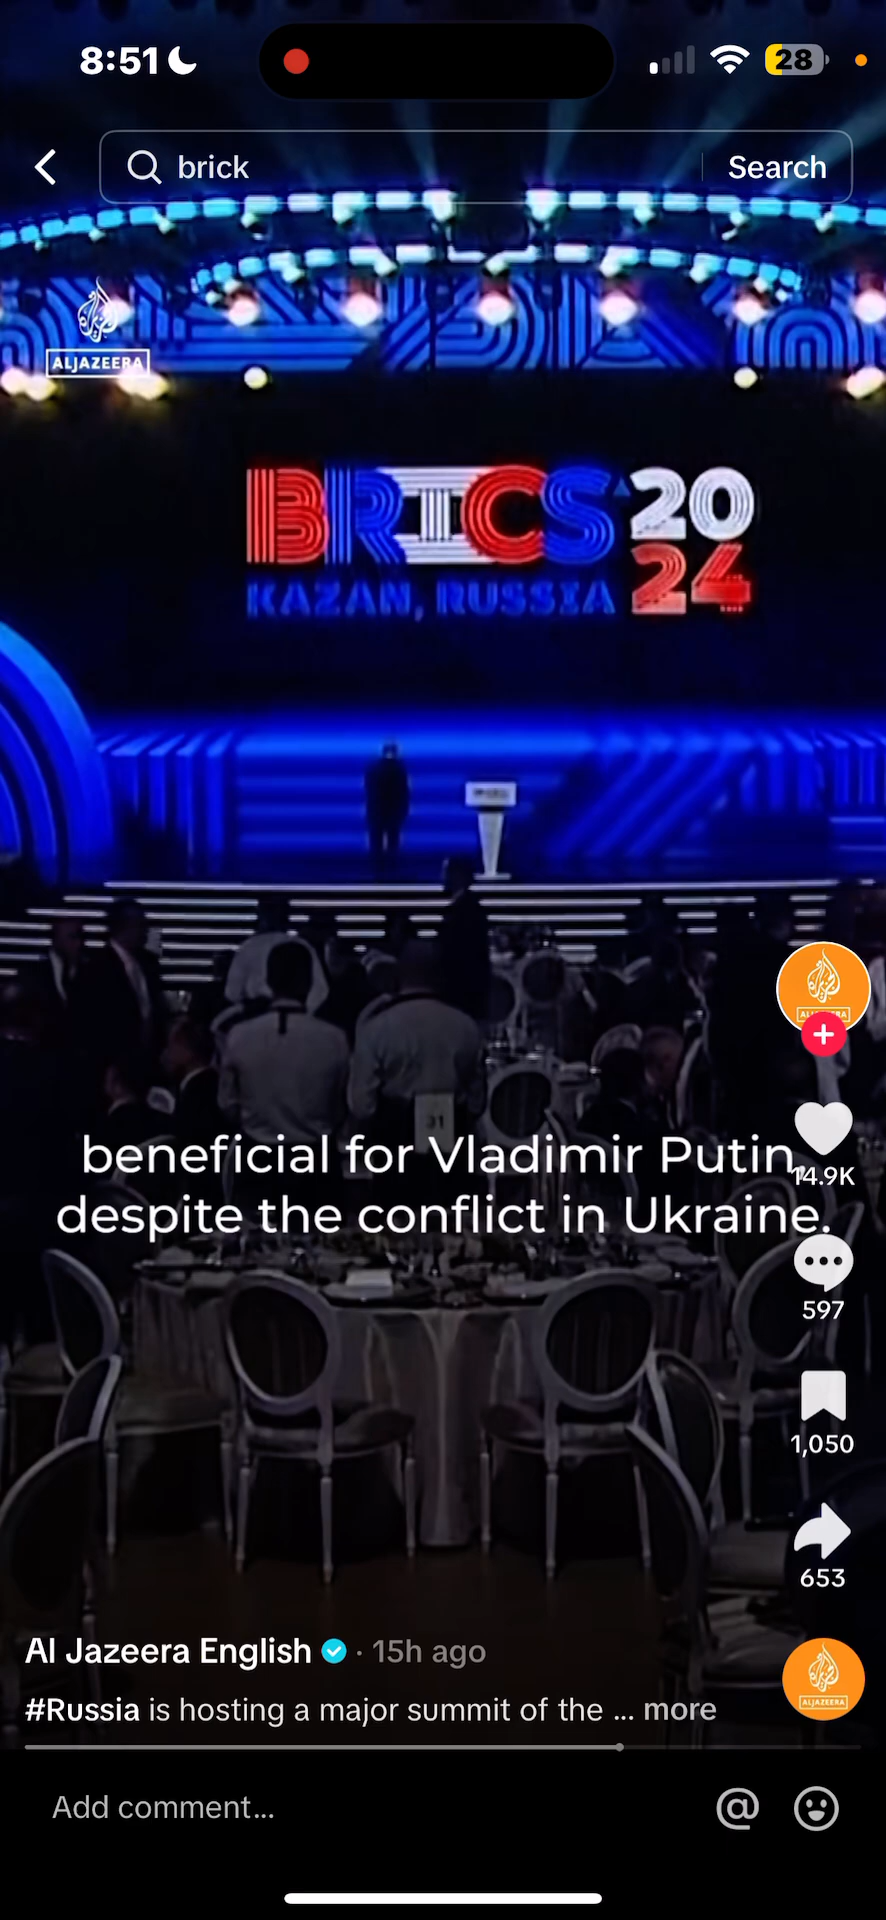 8:51
28
brick
Search
ALJAZEERA
BRICS 2024
KAZAN, RUSSIA
31
beneficial for Vladimir Putin,
despite the conflict in Ukraine.
14.9K
597
1,050
653
Al Jazeera English · 15h ago
#Russia is hosting a major summit of the ... more
ALJAZEERA
Add comment...